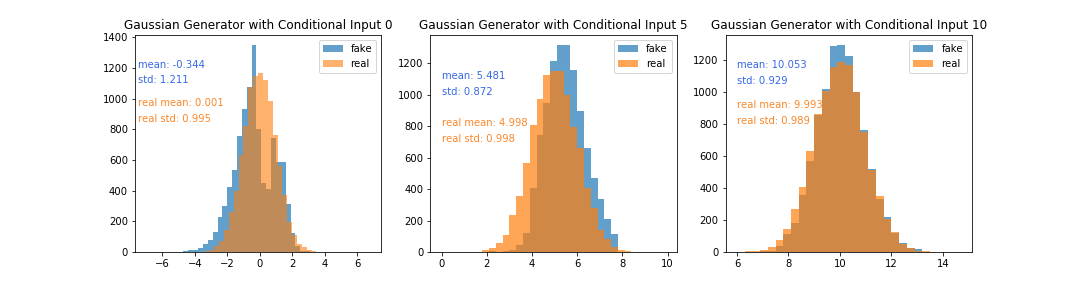 Gaussian Generator with Conditional Input 0
1400
1200
1000
800
600
400
200
0
−6
−4
−2
0
2
4
6
mean: -0.344
std: 1.211
real mean: 0.001
real std: 0.995
fake
real
Gaussian Generator with Conditional Input 5
1200
1000
800
600
400
200
0
0
2
4
6
8
10
mean: 5.481
std: 0.872
real mean: 4.998
real std: 0.998
fake
real
Gaussian Generator with Conditional Input 10
1200
1000
800
600
400
200
0
6
8
10
12
14
mean: 10.053
std: 0.929
real mean: 9.993
real std: 0.989
fake
real